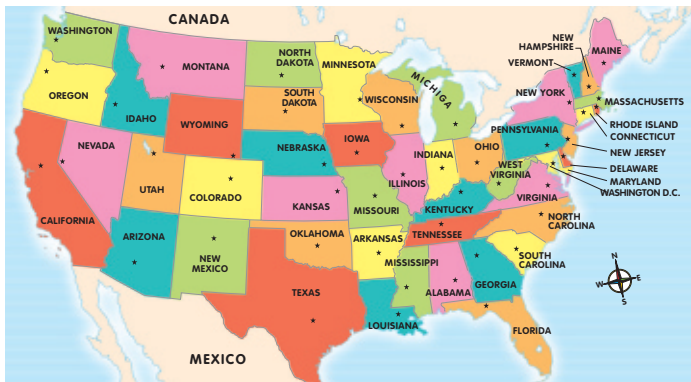 CANADA
WASHINGTON
MONTANA
NORTH
DAKOTA
MINNESOTA
MICHIGA
NEW
HAMPSHIRE
VERMONT
MAINE
OREGON
IDAHO
WYOMING
SOUTH
DAKOTA
WISCONSIN
NEW YORK
MASSACHUSETTS
RHODE ISLAND
CONNECTICUT
NEW JERSEY
DELAWARE
MARYLAND
WASHINGTON D.C.
NEVADA
UTAH
COLORADO
NEBRASKA
IOWA
ILLINOIS
INDIANA
OHIO
PENNSYLVANIA
WEST
VIRGINIA
VIRGINIA
CALIFORNIA
KANSAS
MISSOURI
KENTUCKY
NORTH
CAROLINA
TENNESSEE
ARIZONA
NEW
MEXICO
OKLAHOMA
ARKANSAS
MISSISSIPPI
ALABAMA
GEORGIA
SOUTH
CAROLINA
TEXAS
LOUISIANA
FLORIDA
MEXICO
N
W
E
S